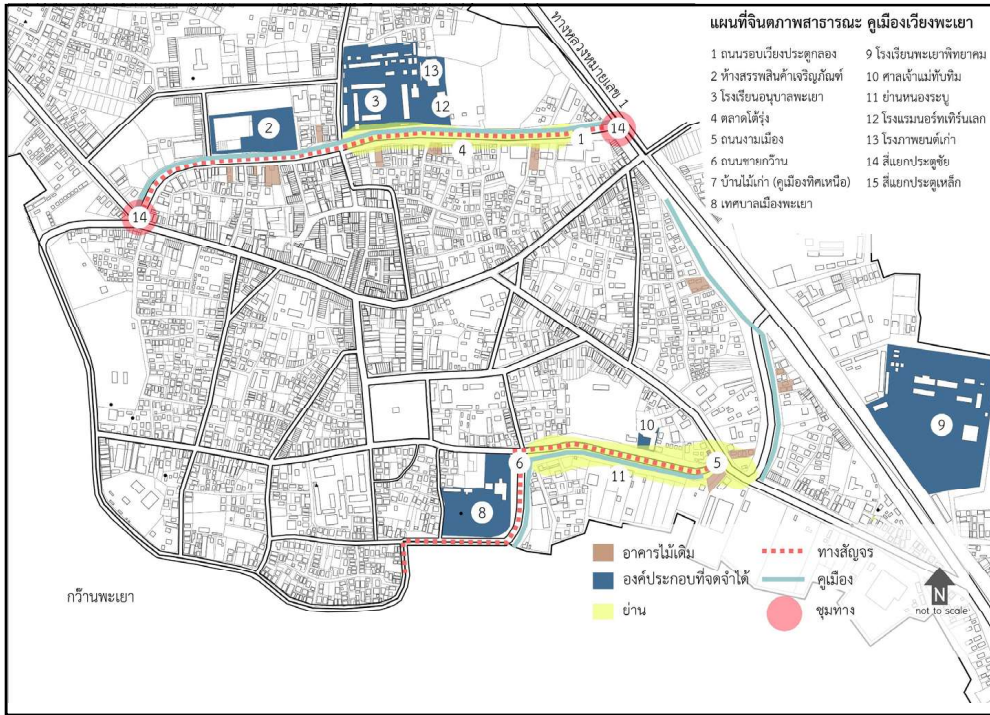 ทางหลวงหมายเลข 1
แผนที่จินตภาพสาธารณะ คูเมืองเวียงพะเยา
1 ถนนรอบเวียงประตูกลอง
2 ห้างสรรพสินค้าเจริญภัณฑ์
3 โรงเรียนอนุบาลพะเยา
4 ตลาดโต้รุ่ง
5 ถนนงามเมือง
6 ถนนชายกว๊าน
7 บ้านไม้เก่า (คูเมืองทิศเหนือ)
8 เทศบาลเมืองพะเยา
9 โรงเรียนพะเยาพิทยาคม
10 ศาลเจ้าแม่ทับทิม
11 ย่านหนองระบู
12 โรงแรมนอร์ทเทิร์นเลก
13 โรงภาพยนต์เก่า
14 สี่แยกประตูชัย
15 สี่แยกประตูเหล็ก
13
3
12
2
14
1
4
14
10
9
6
5
11
8
กว๊านพะเยา
อาคารไม้เดิม
องค์ประกอบที่จดจำได้
ย่าน
ทางสัญจร
คูเมือง
ชุมทาง
N
not to scale